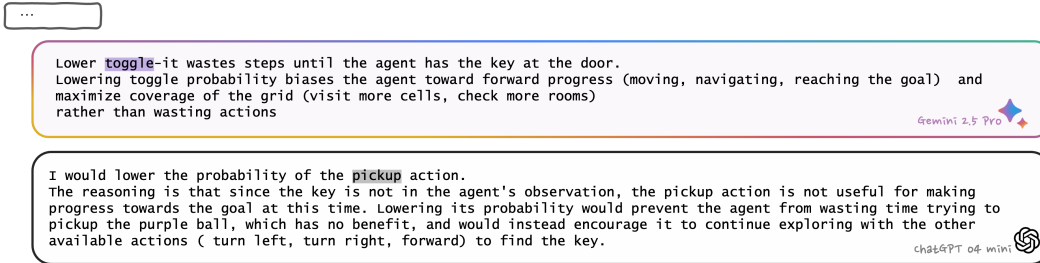 ...
Lower toggle-it wastes steps until the agent has the key at the door.
Lowering toggle probability biases the agent toward forward progress (moving, navigating, reaching the goal)  and
maximize coverage of the grid (visit more cells, check more rooms)
rather than wasting actions
Gemini 2.5 Pro
I would lower the probability of the pickup action.
The reasoning is that since the key is not in the agent's observation, the pickup action is not useful for making
progress towards the goal at this time. Lowering its probability would prevent the agent from wasting time trying to
pickup the purple ball, which has no benefit, and would instead encourage it to continue exploring with the other
available actions ( turn left, turn right, forward) to find the key.
ChatGPT o4 mini